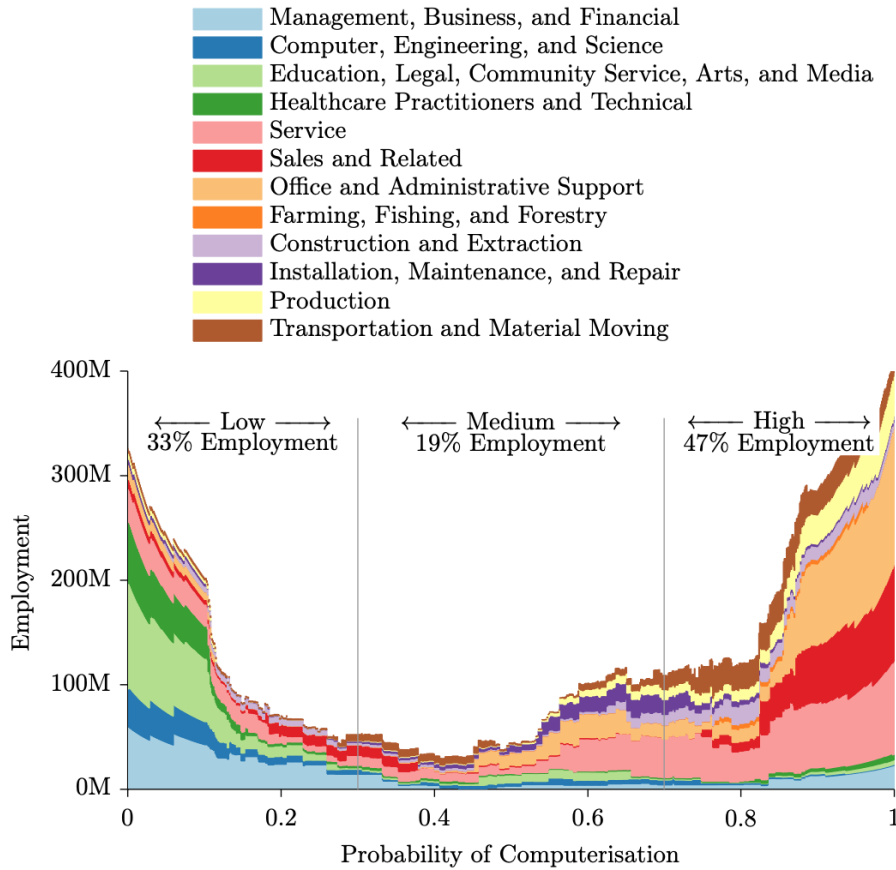 Management, Business, and Financial
Computer, Engineering, and Science
Education, Legal, Community Service, Arts, and Media
Healthcare Practitioners and Technical
Service
Sales and Related
Office and Administrative Support
Farming, Fishing, and Forestry
Construction and Extraction
Installation, Maintenance, and Repair
Production
Transportation and Material Moving
400M
300M
200M
100M
0M
Employment
←— Low —→
33% Employment
←— Medium —→
19% Employment
←— High —→
47% Employment
0
0.2
0.4
0.6
0.8
1
Probability of Computerisation